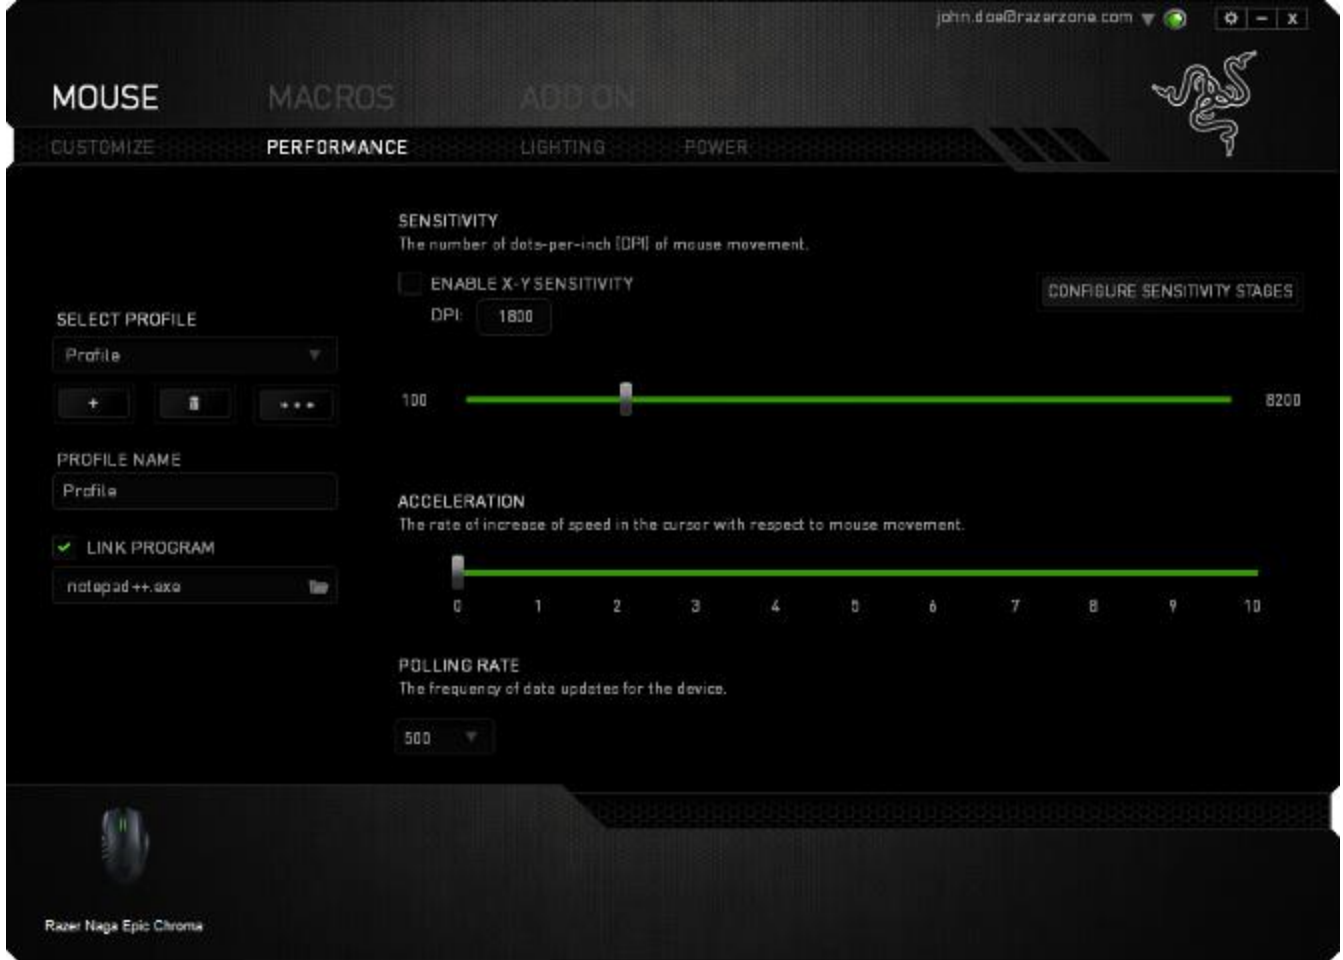 john.doe@razerzone.com
X
MOUSE
MACROS
ADD ON
CUSTOMIZE
PERFORMANCE
LIGHTING
POWER
SENSITIVITY
The number of dots-per-inch (DPI) of mouse movement.
ENABLE X-Y SENSITIVITY
CONFIGURE SENSITIVITY STAGES
DPI:
1800
100
8200
SELECT PROFILE
Profile
PROFILE NAME
Profile
LINK PROGRAM
notepad++.exe
ACCELERATION
The rate of increase of speed in the cursor with respect to mouse movement.
0 1 2 3 4 5 6 7 8 9 10
POLLING RATE
The frequency of data updates for the device.
500
Razer Naga Epic Chroma